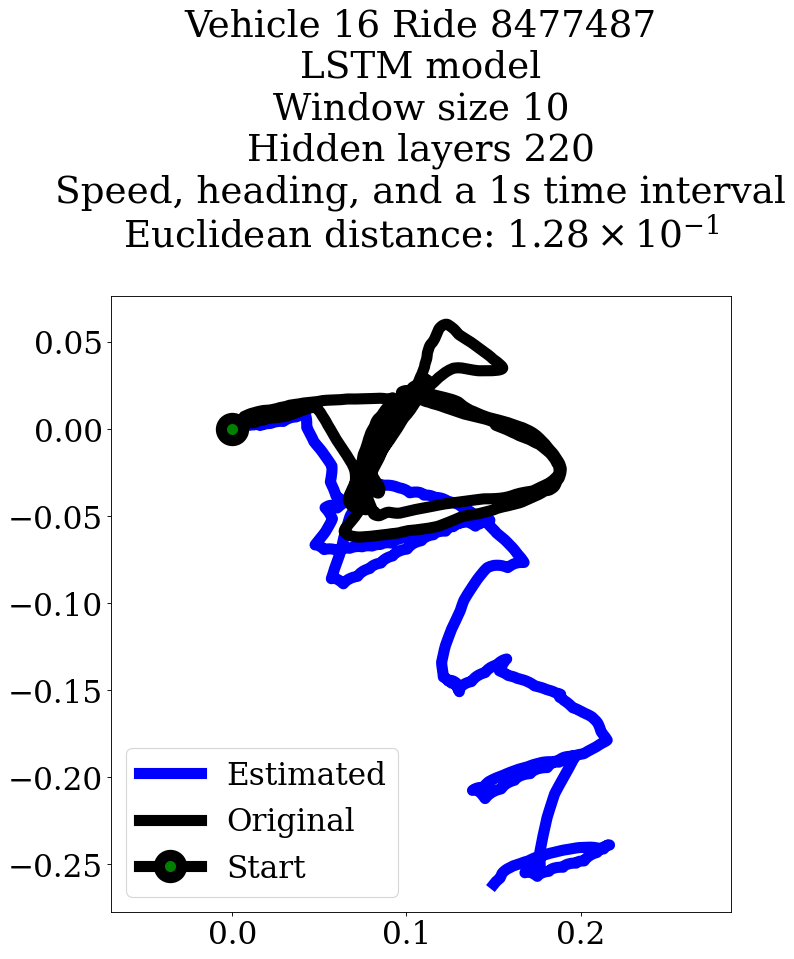 Vehicle 16 Ride 8477487
LSTM model
Window size 10
Hidden layers 220
Speed, heading, and a 1s time interval
Euclidean distance: 1.28 × 10⁻¹
0.05
0.00
−0.05
−0.10
−0.15
−0.20
−0.25
Estimated
Original
Start
0.0 0.1 0.2